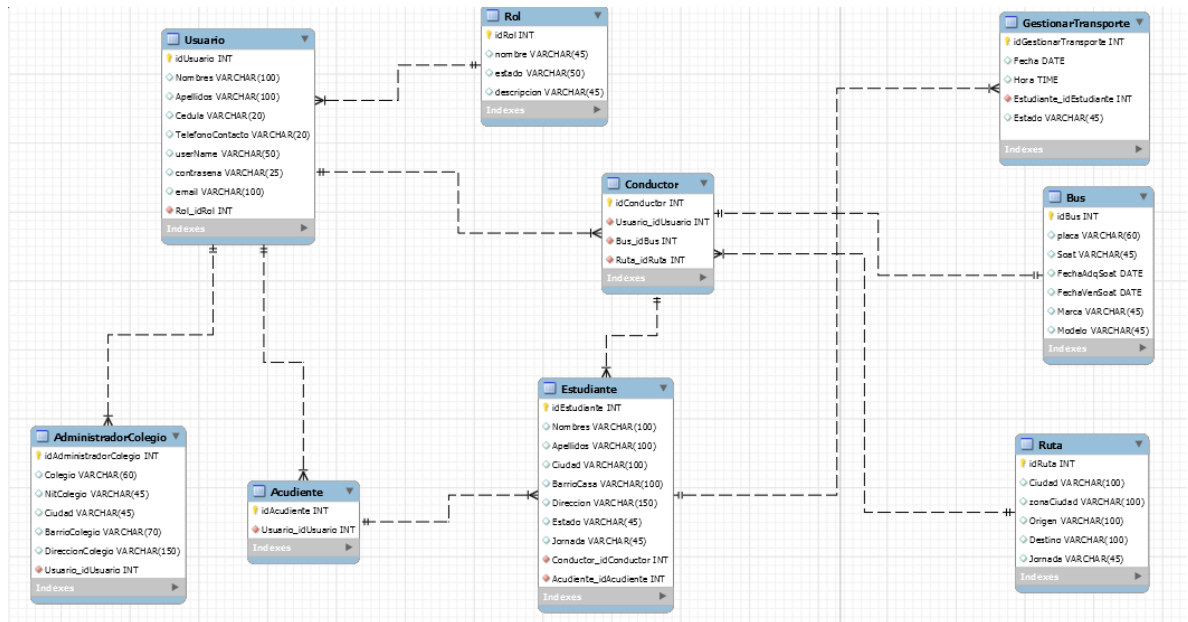 Usuario
idUsuario INT
Nombres VARCHAR(100)
Apellidos VARCHAR(100)
Cedula VARCHAR(20)
TelefonoContacto VARCHAR(20)
userName VARCHAR(50)
contrasena VARCHAR(25)
email VARCHAR(100)
Rol_idRol INT
Indexes
Rol
idRol INT
nombre VARCHAR(45)
estado VARCHAR(50)
descripcion VARCHAR(45)
Indexes
GestionarTransporte
idGestionarTransporte INT
Fecha DATE
Hora TIME
Estudiante_idEstudiante INT
Estado VARCHAR(45)
Indexes
Conductor
idConductor INT
Usuario_idUsuario INT
Bus_idBus INT
Ruta_idRuta INT
Indexes
Bus
idBus INT
placa VARCHAR(60)
Soat VARCHAR(45)
FechaAdqSoat DATE
FechaVenSoat DATE
Marca VARCHAR(45)
Modelo VARCHAR(45)
Indexes
AdministradorColegio
idAdministradorColegio INT
Colegio VARCHAR(60)
NitColegio VARCHAR(45)
Ciudad VARCHAR(45)
BarrioColegio VARCHAR(70)
DireccionColegio VARCHAR(150)
Usuario_idUsuario INT
Indexes
Acudiente
idAcudiente INT
Usuario_idUsuario INT
Indexes
Estudiante
idEstudiante INT
Nombres VARCHAR(100)
Apellidos VARCHAR(100)
Ciudad VARCHAR(100)
BarrioCasa VARCHAR(100)
Direccion VARCHAR(150)
Estado VARCHAR(45)
Jornada VARCHAR(45)
Conductor_idConductor INT
Acudiente_idAcudiente INT
Indexes
Ruta
idRuta INT
Ciudad VARCHAR(100)
zonaCiudad VARCHAR(100)
Origen VARCHAR(100)
Destino VARCHAR(100)
Jornada VARCHAR(45)
Indexes